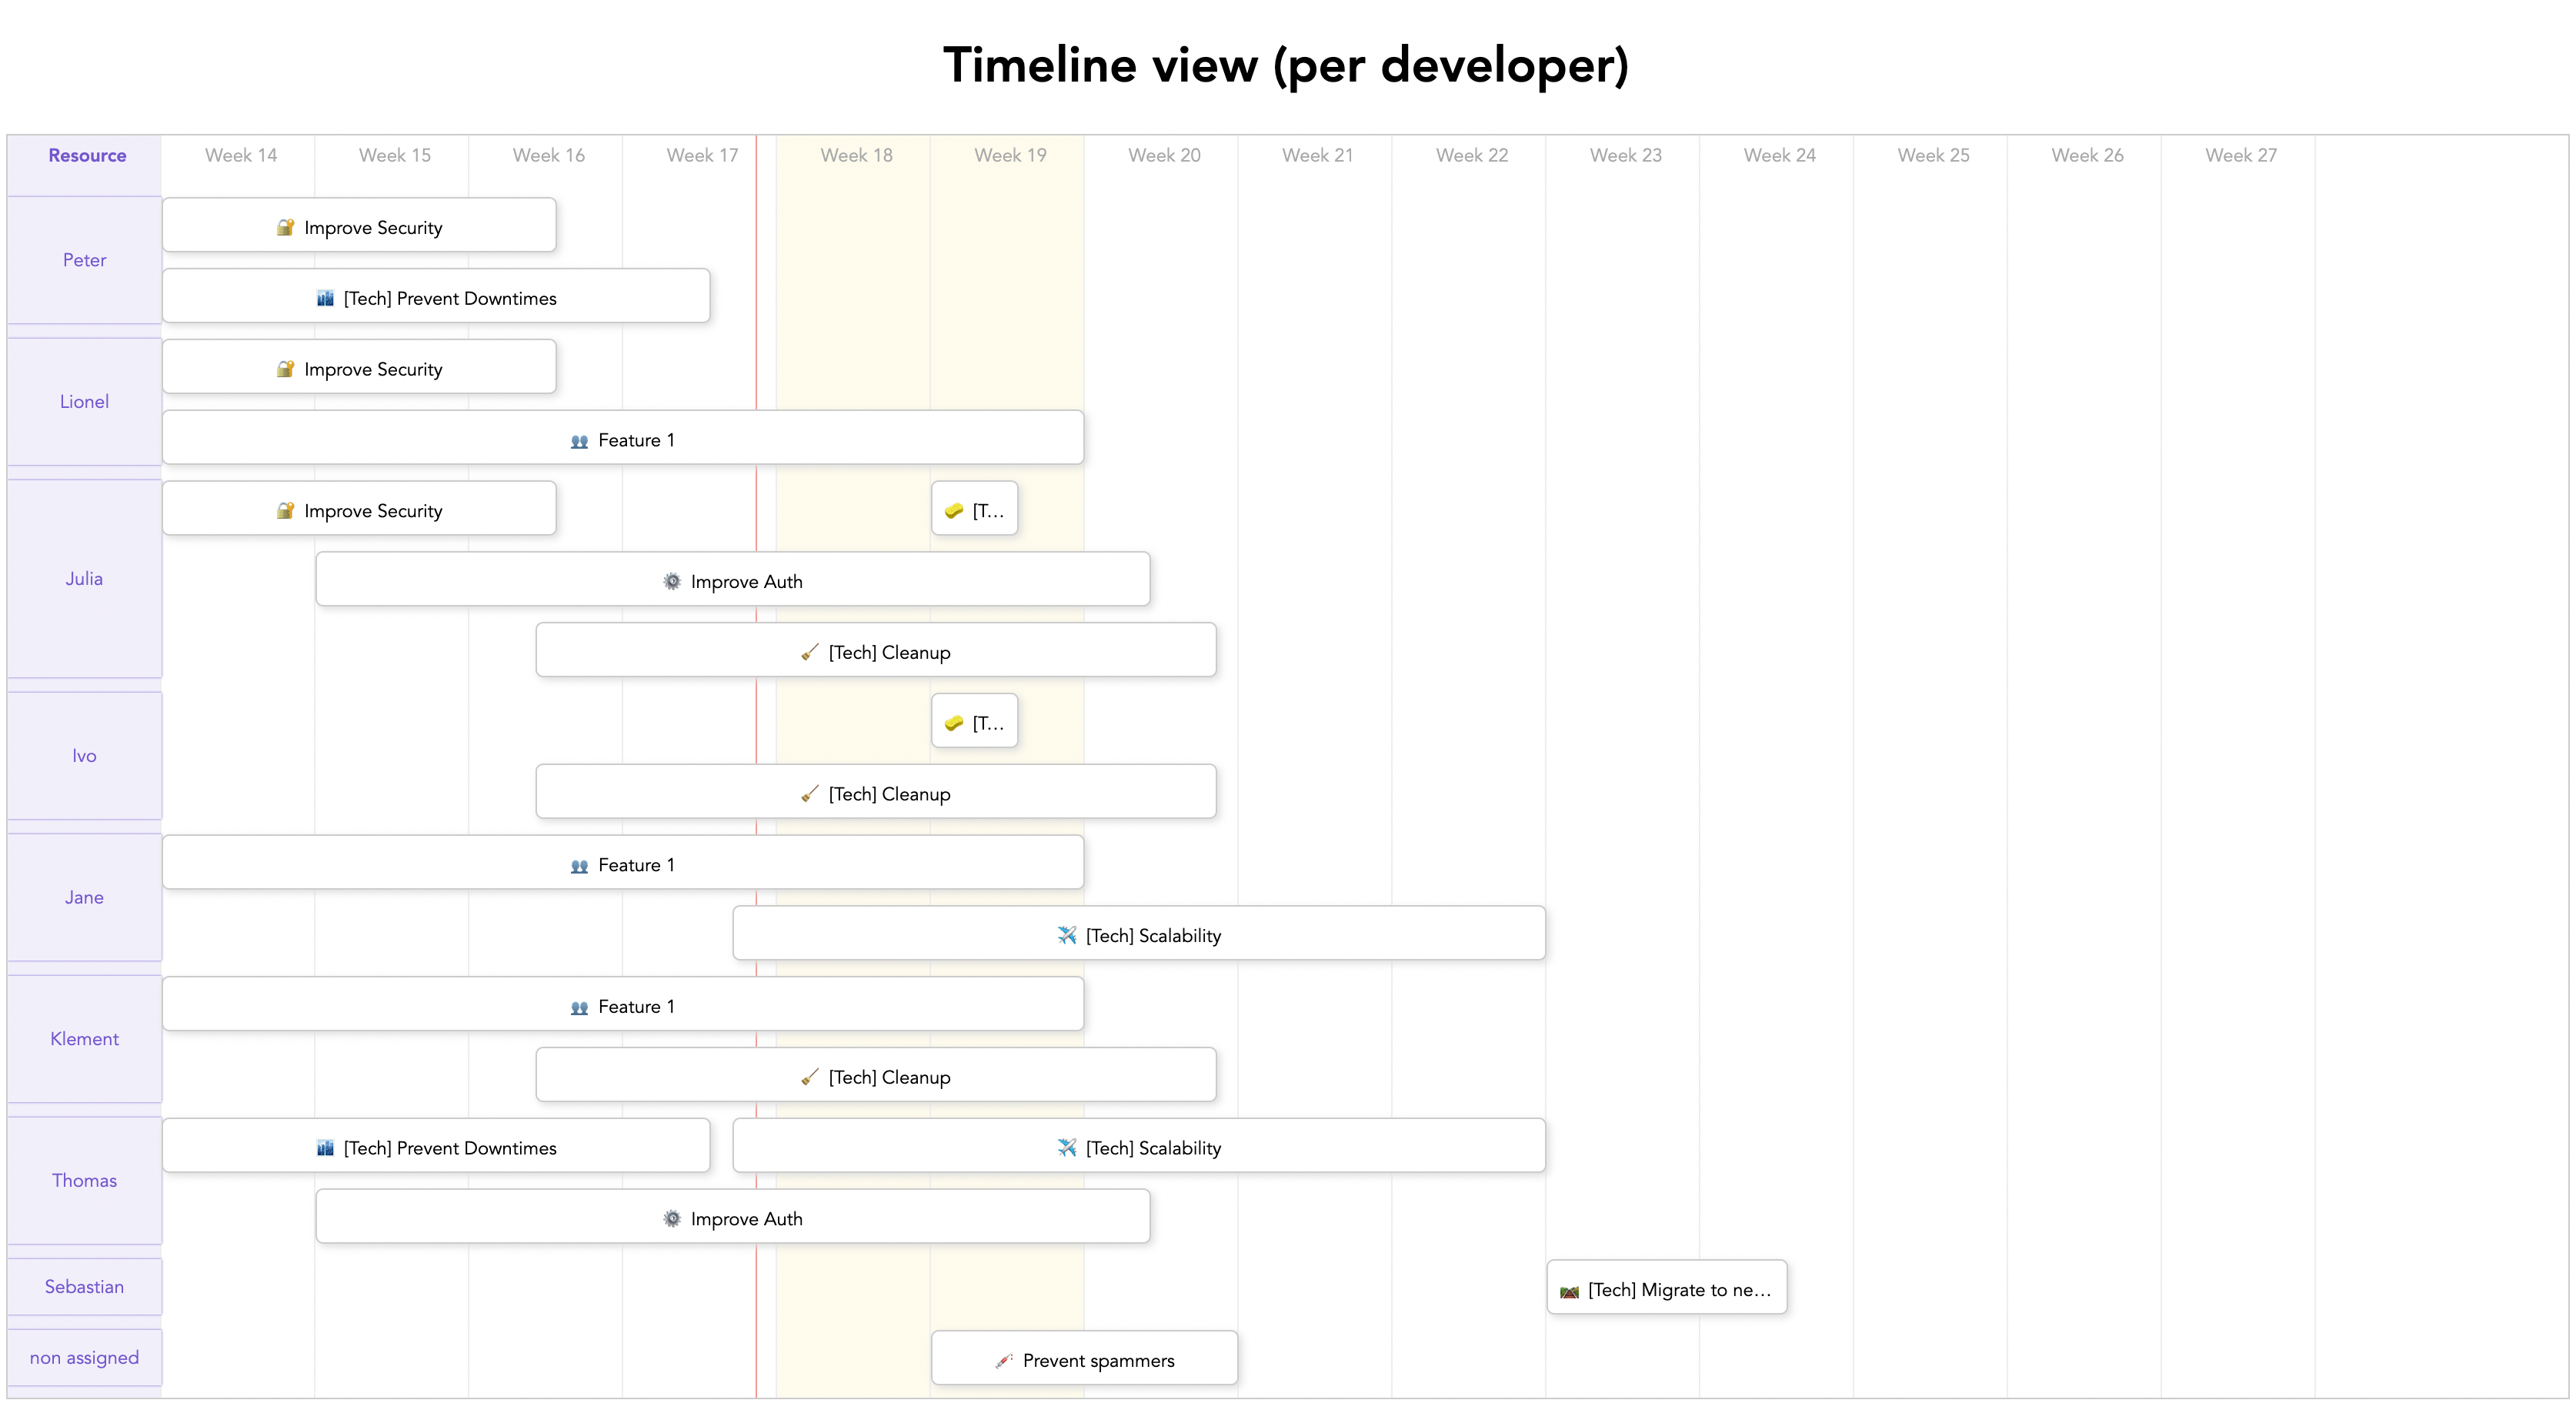 Timeline view (per developer)
Resource Week 14 Week 15 Week 16 Week 17 Week 18 Week 19 Week 20 Week 21 Week 22 Week 23 Week 24 Week 25 Week 26 Week 27
Peter
Improve Security
[Tech] Prevent Downtimes
Lionel
Improve Security
Feature 1
Julia
Improve Security
[T...
Improve Auth
[Tech] Cleanup
Ivo
[T...
[Tech] Cleanup
Jane
Feature 1
[Tech] Scalability
Klement
Feature 1
[Tech] Cleanup
Thomas
[Tech] Prevent Downtimes
[Tech] Scalability
Improve Auth
Sebastian
[Tech] Migrate to ne...
non assigned
Prevent spammers